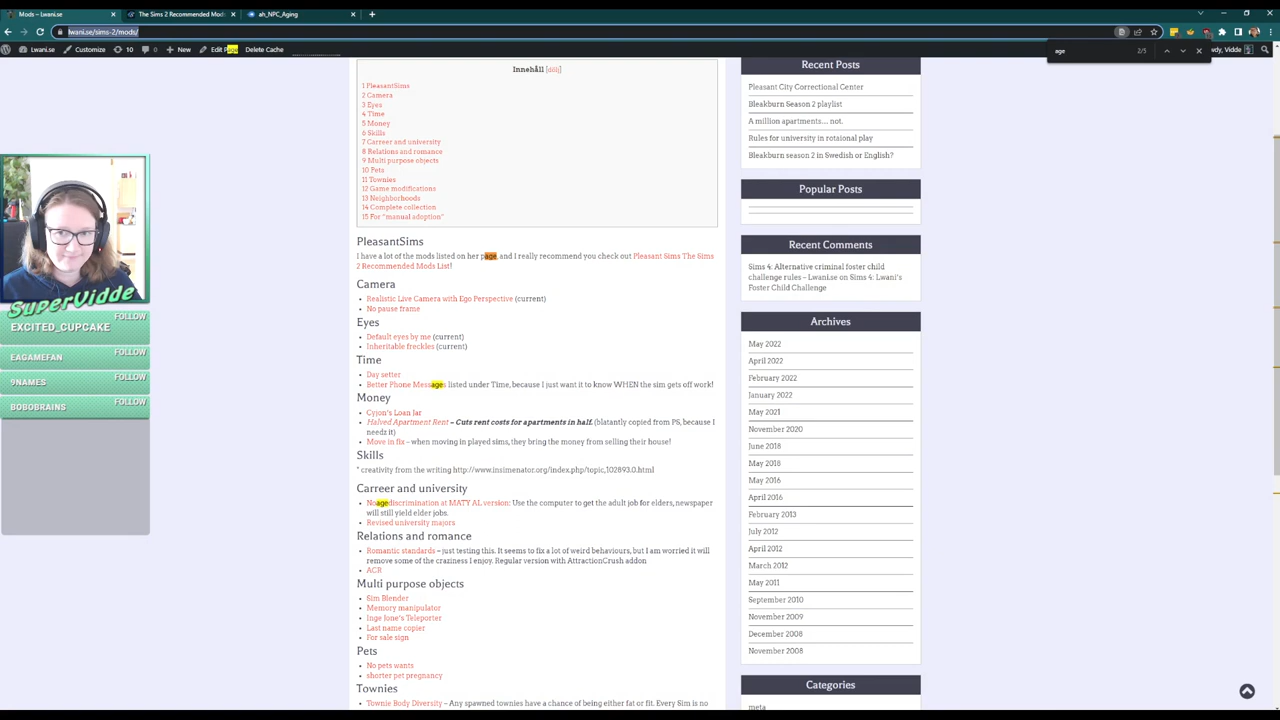 Mods – Lwani.se
The Sims 2 Recommended Mods
ah_NPC_Aging
lwani.se/sims-2/mods/
Lwani.se
Customize
10
0
New
Edit Page
Delete Cache
age
2/5
wdy, Vidde
Innehåll [dölj]
1 PleasantSims
2 Camera
3 Eyes
4 Time
5 Money
6 Skills
7 Carreer and university
8 Relations and romance
9 Multi purpose objects
10 Pets
11 Townies
12 Game modifications
13 Neighborhoods
14 Complete collection
15 For "manual adoption"
PleasantSims
I have a lot of the mods listed on her page, and I really recommend you check out Pleasant Sims The Sims
2 Recommended Mods List!
Camera
• Realistic Live Camera with Ego Perspective (current)
• No pause frame
Eyes
• Default eyes by me (current)
• Inheritable freckles (current)
Time
• Day setter
• Better Phone Messages listed under Time, because I just want it to know WHEN the sim gets off work!
Money
• Cyjon's Loan Jar
• Halved Apartment Rent – Cuts rent costs for apartments in half. (blatantly copied from PS, because I
needz it)
• Move in fix – when moving in played sims, they bring the money from selling their house!
Skills
* creativity from the writing http://www.insimenator.org/index.php/topic,102893.0.html
Carreer and university
• Noagediscrimination at MATY AL version: Use the computer to get the adult job for elders, newspaper
will still yield elder jobs.
• Revised university majors
Relations and romance
• Romantic standards – just testing this. It seems to fix a lot of weird behaviours, but I am worried it will
remove some of the craziness I enjoy. Regular version with AttractionCrush addon
• ACR
Multi purpose objects
• Sim Blender
• Memory manipulator
• Inge Jone's Teleporter
• Last name copier
• For sale sign
Pets
• No pets wants
• shorter pet pregnancy
Townies
• Townie Body Diversity – Any spawned townies have a chance of being either fat or fit. Every Sim is no
Recent Posts
Pleasant City Correctional Center
Bleakburn Season 2 playlist
A million apartments… not.
Rules for university in rotaional play
Bleakburn season 2 in Swedish or English?
Popular Posts
Recent Comments
Sims 4: Alternative criminal foster child
challenge rules – Lwani.se on Sims 4: Lwani's
Foster Child Challenge
Archives
May 2022
April 2022
February 2022
January 2022
May 2021
November 2020
June 2018
May 2018
May 2016
April 2016
February 2013
July 2012
April 2012
March 2012
May 2011
September 2010
November 2009
December 2008
November 2008
Categories
meta
SuperVidde
FOLLOW
EXCITED_CUPCAKE
FOLLOW
EAGAMEFAN
FOLLOW
9NAMES
FOLLOW
BOBOBRAINS